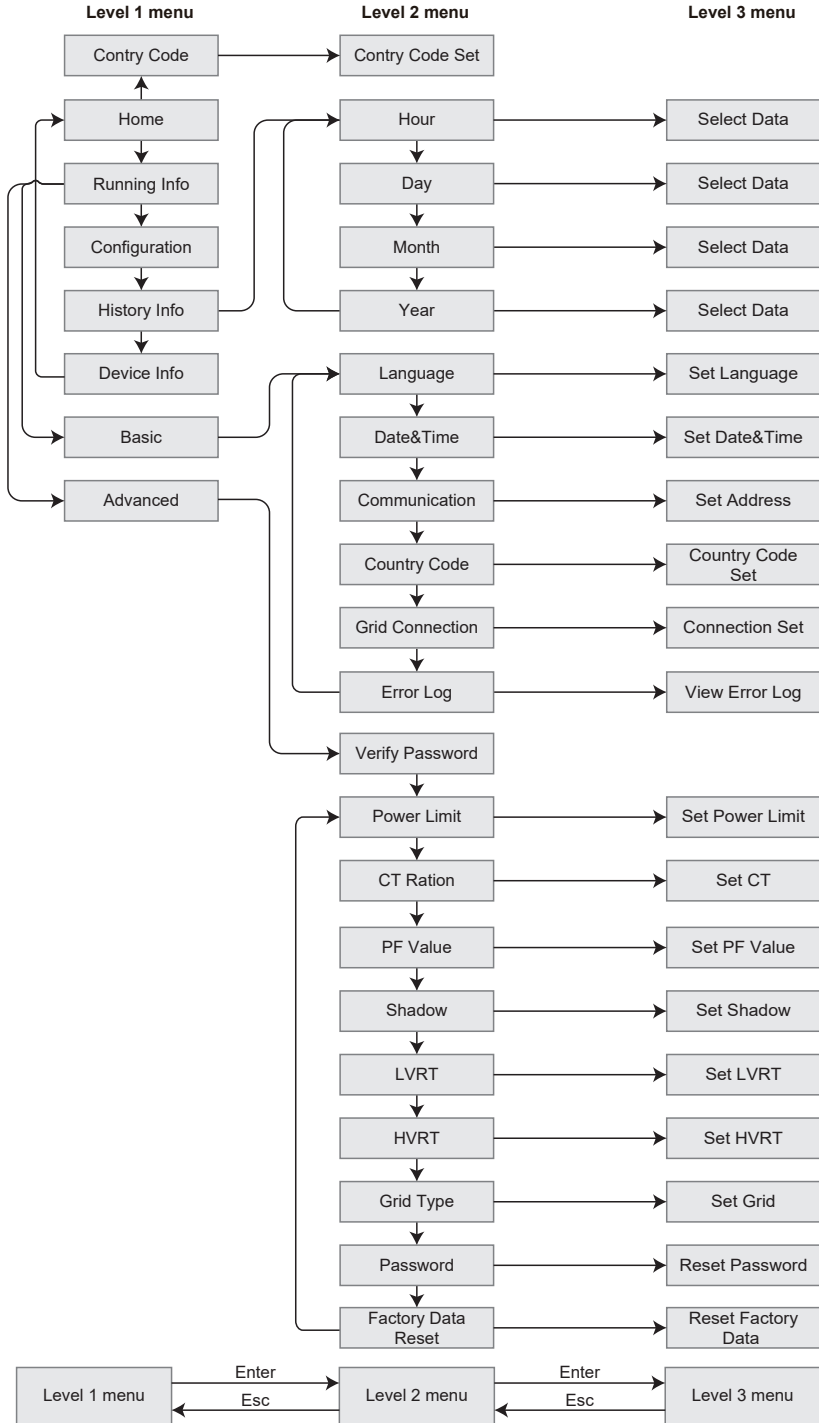 Level 1 menu
Level 2 menu
Level 3 menu
Contry Code
Contry Code Set
Home
Hour
Select Data
Running Info
Day
Select Data
Configuration
Month
Select Data
History Info
Year
Select Data
Device Info
Language
Set Language
Basic
Date&Time
Set Date&Time
Advanced
Communication
Set Address
Country Code
Country Code
Set
Grid Connection
Connection Set
Error Log
View Error Log
Verify Password
Power Limit
Set Power Limit
CT Ration
Set CT
PF Value
Set PF Value
Shadow
Set Shadow
LVRT
Set LVRT
HVRT
Set HVRT
Grid Type
Set Grid
Password
Reset Password
Factory Data
Reset
Reset Factory
Data
Level 1 menu
Enter
Esc
Level 2 menu
Enter
Esc
Level 3 menu